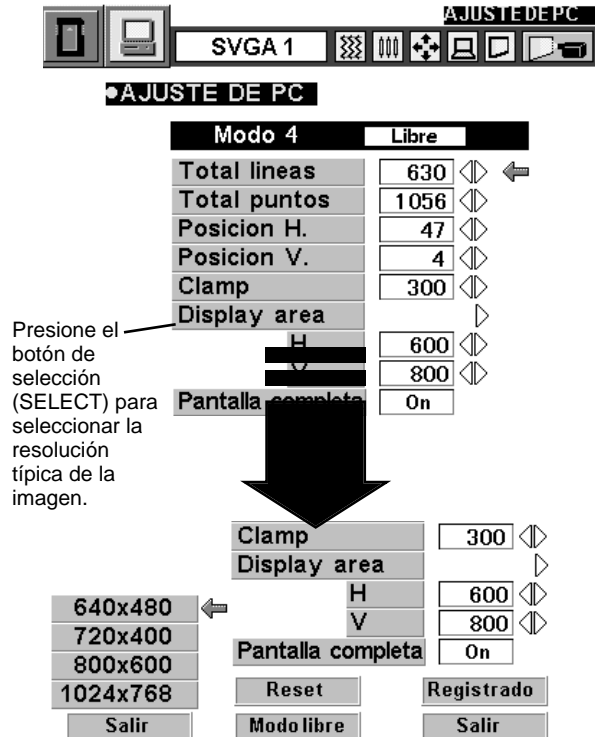 AJUSTE DE PC
SVGA 1
●AJUSTE DE PC
Modo 4 Libre
Total lineas 630
Total puntos 1056
Posicion H. 47
Posicion V. 4
Clamp 300
Display area
H 600
V 800
Pantalla completa On
Presione el
botón de
selección
(SELECT) para
seleccionar la
resolución
típica de la
imagen.
Clamp 300
Display area
H 600
V 800
Pantalla completa On
640x480
720x400
800x600
1024x768
Salir
Reset
Registrado
Modo libre
Salir